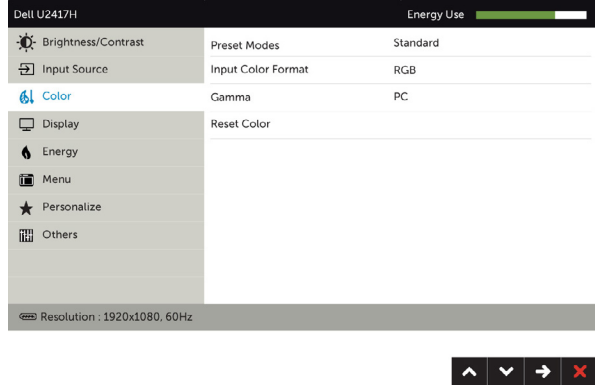 Dell U2417H Energy Use
Brightness/Contrast
Input Source
Color
Display
Energy
Menu
Personalize
Others
Preset Modes Standard
Input Color Format RGB
Gamma PC
Reset Color
Resolution : 1920x1080, 60Hz